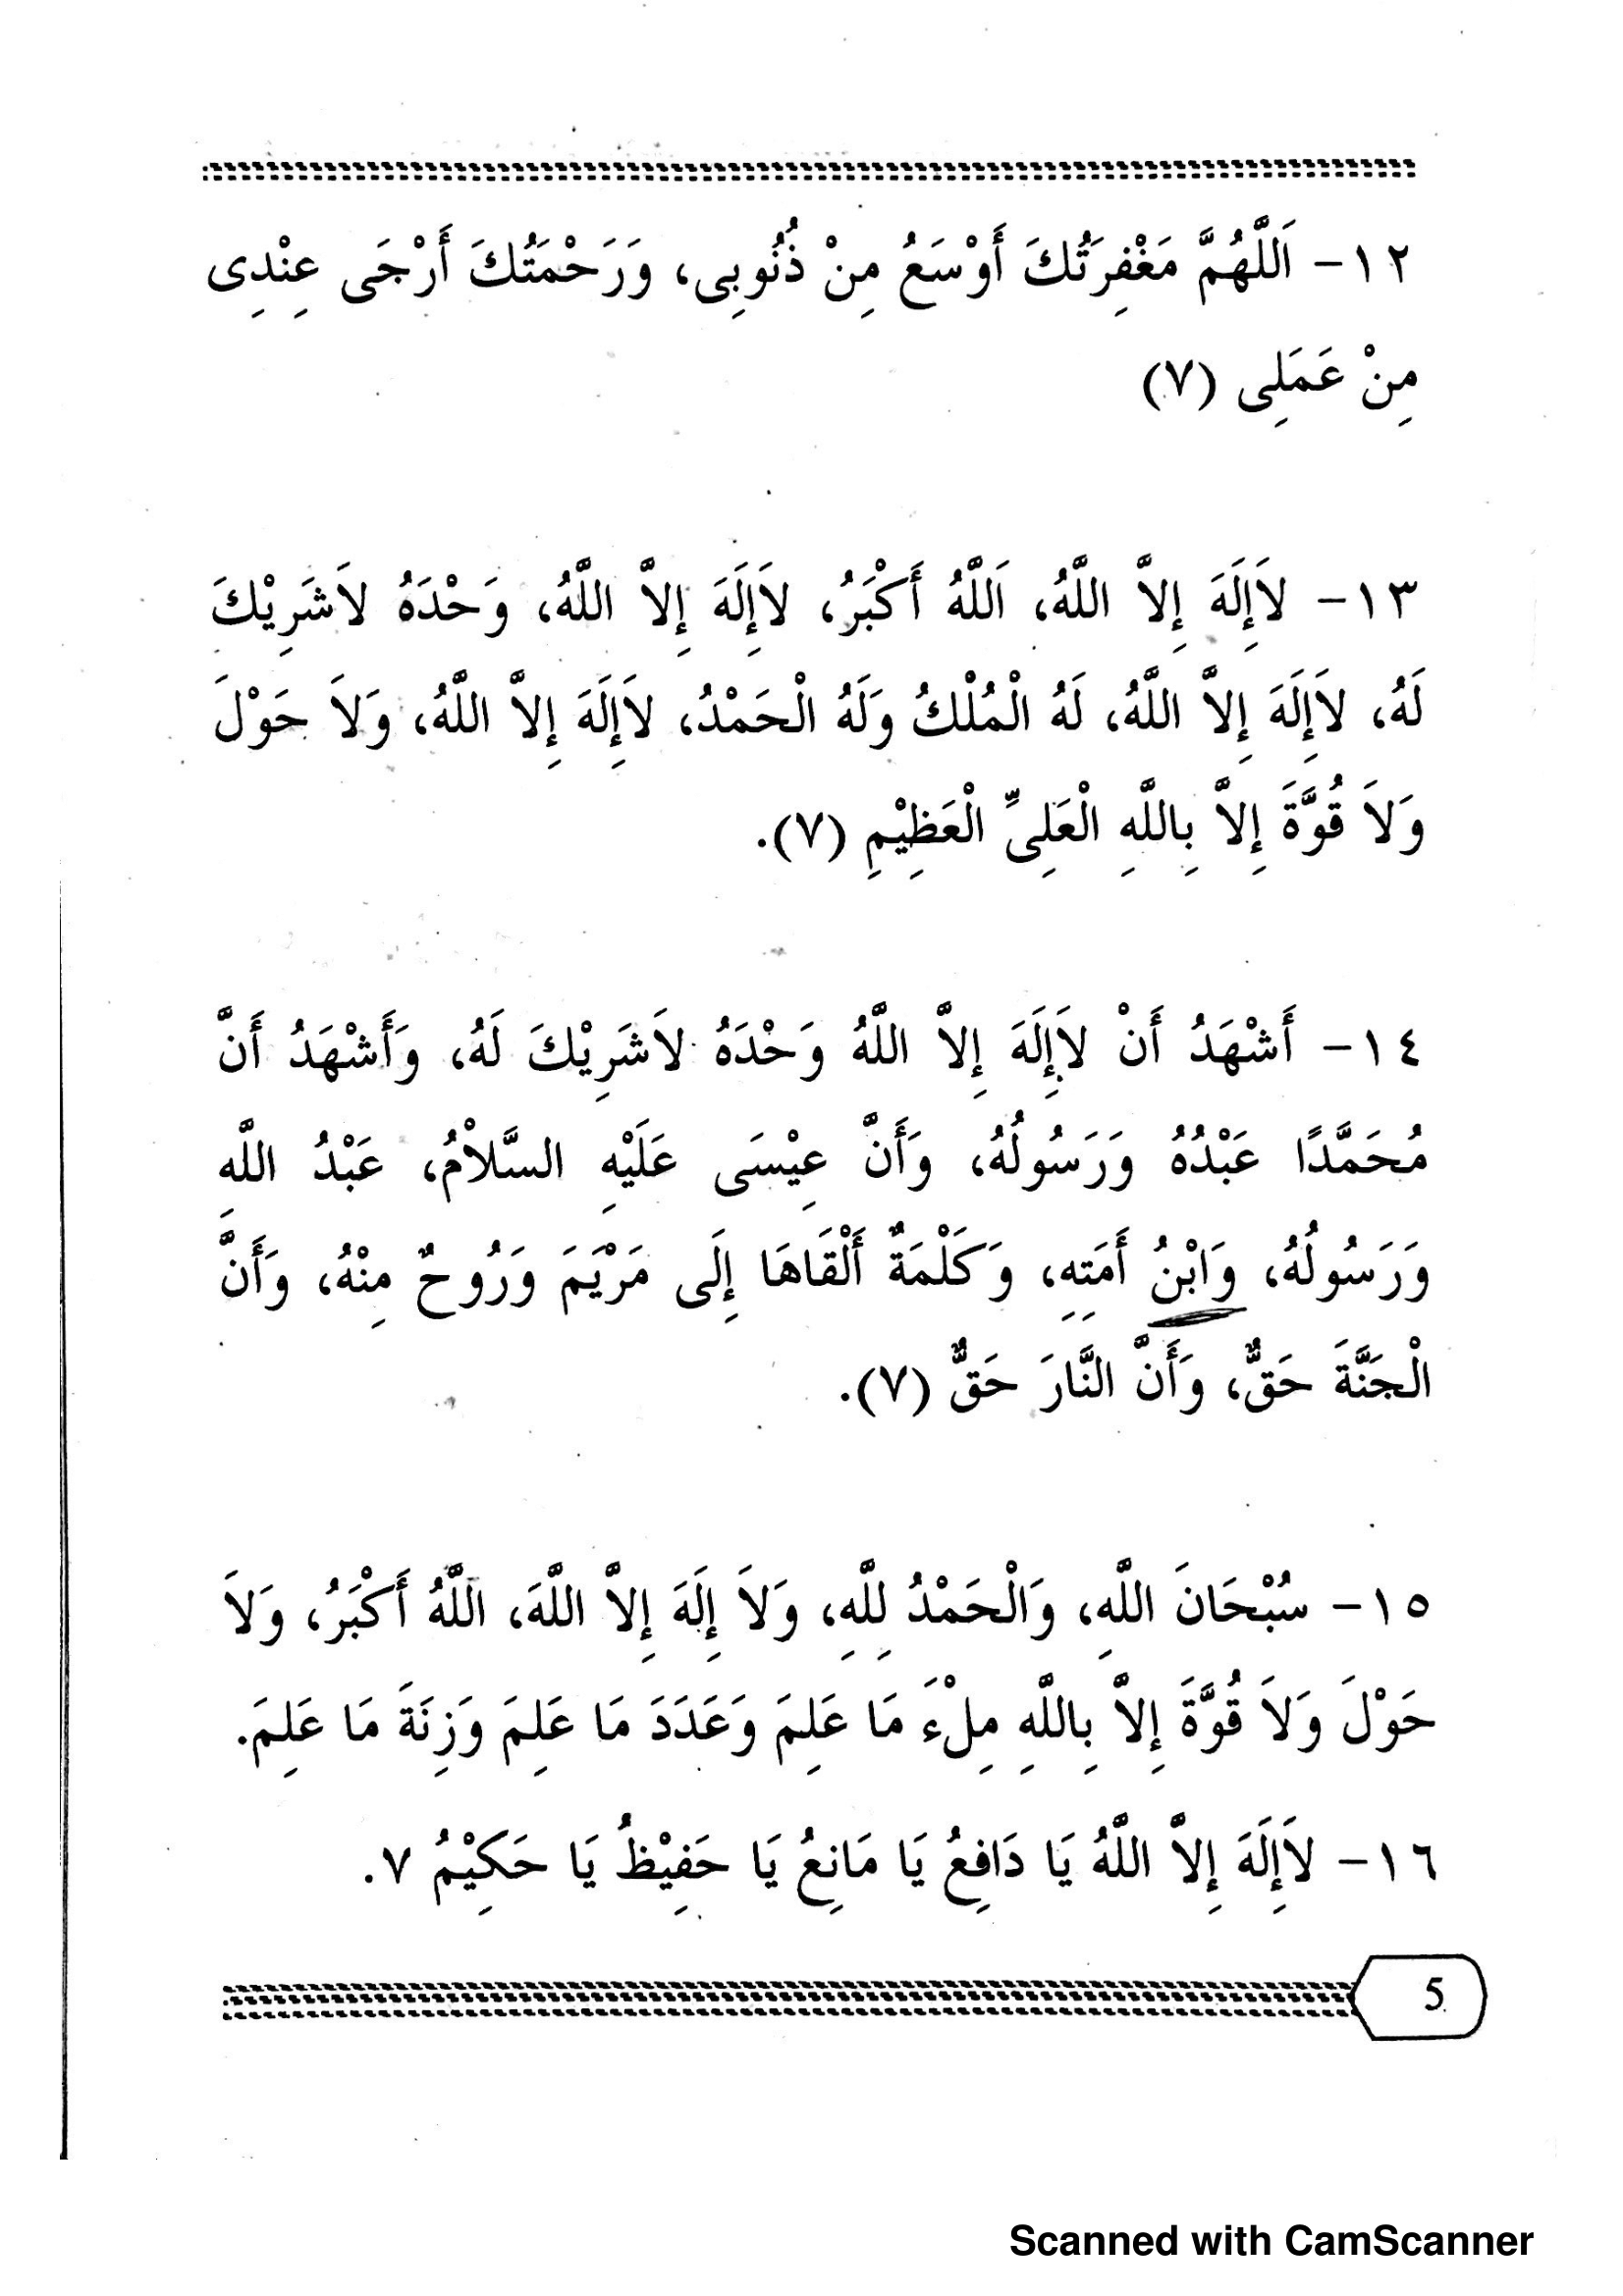 ١٢- اَللَّهُمَّ مَغْفِرَتُكَ أَوْسَعُ مِنْ ذُنُوبِى، وَرَحْمَتُكَ أَرْجَى عِنْدِى
مِنْ عَمَلِى (٧)
١٣- لاَإِلَهَ إِلاَّ اللَّهُ، اَللَّهُ أَكْبَرُ، لاَإِلَهَ إِلاَّ اللَّهُ، وَحْدَهُ لاَشَرِيْكَ
لَهُ، لاَإِلَهَ إِلاَّ اللَّهُ، لَهُ الْمُلْكُ وَلَهُ الْحَمْدُ، لاَإِلَهَ إِلاَّ اللَّهُ، وَلاَ حَوْلَ
وَلاَ قُوَّةَ إِلاَّ بِاللَّهِ الْعَلِىِّ الْعَظِيْمِ (٧).
١٤- أَشْهَدُ أَنْ لاَإِلَهَ إِلاَّ اللَّهُ وَحْدَهُ لاَشَرِيْكَ لَهُ، وَأَشْهَدُ أَنَّ
مُحَمَّدًا عَبْدُهُ وَرَسُولُهُ، وَأَنَّ عِيْسَى عَلَيْهِ السَّلاْمُ، عَبْدُ اللَّهِ
وَرَسُولُهُ، وَابْنُ أَمَتِهِ، وَكَلْمَةٌ أَلْقَاهَا إِلَى مَرْيَمَ وَرُوحٌ مِنْهُ، وَأَنَّ
الْجَنَّةَ حَقٌّ، وَأَنَّ النَّارَ حَقٌّ (٧).
١٥- سُبْحَانَ اللَّهِ، وَالْحَمْدُ لِلَّهِ، وَلاَ إِلَهَ إِلاَّ اللَّهَ، اللَّهُ أَكْبَرُ، وَلاَ
حَوْلَ وَلاَ قُوَّةَ إِلاَّ بِاللَّهِ مِلْءَ مَا عَلِمَ وَعَدَدَ مَا عَلِمَ وَزِنَةَ مَا عَلِمَ.
١٦- لاَإِلَهَ إِلاَّ اللَّهُ يَا دَافِعُ يَا مَانِعُ يَا حَفِيْظُ يَا حَكِيْمُ ٧.
5
Scanned with CamScanner